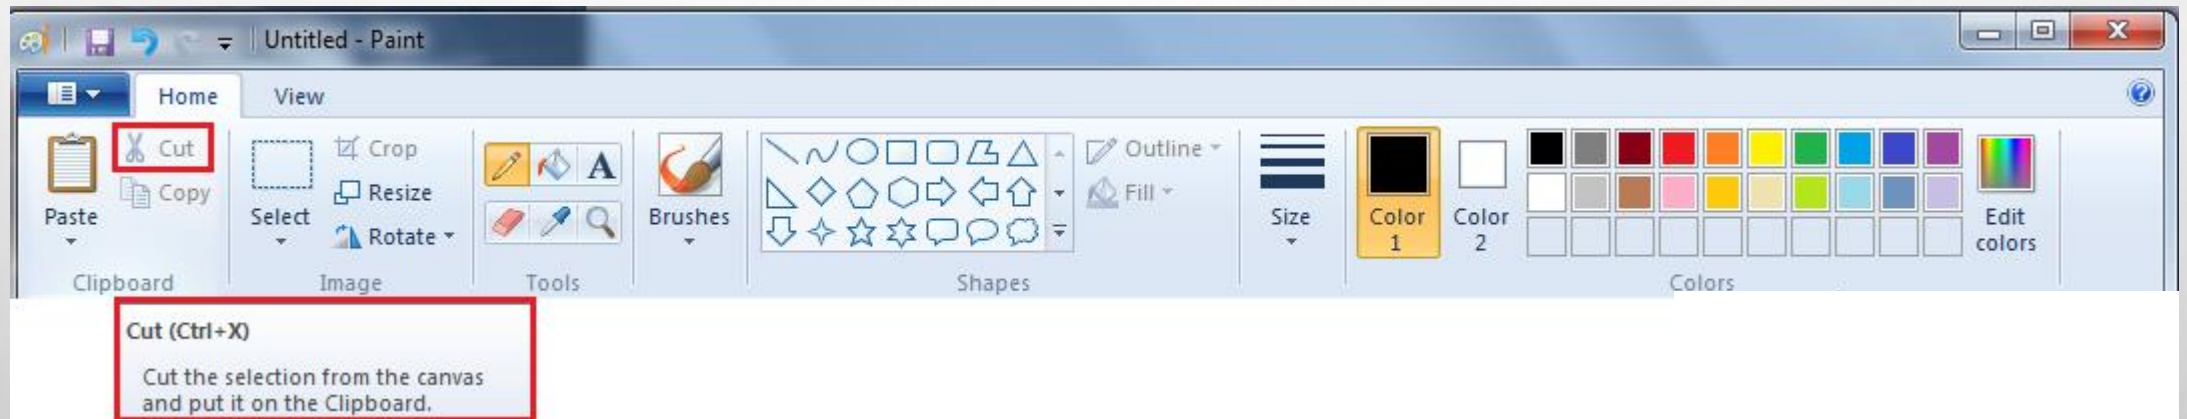 Untitled - Paint
Home View
Cut
Copy
Paste
Clipboard
Select
Crop
Resize
Rotate
Image
A
Tools
Brushes
Outline
Fill
Shapes
Size
Color
1
Color
2
Edit
colors
Colors
Cut (Ctrl+X)
Cut the selection from the canvas
and put it on the Clipboard.